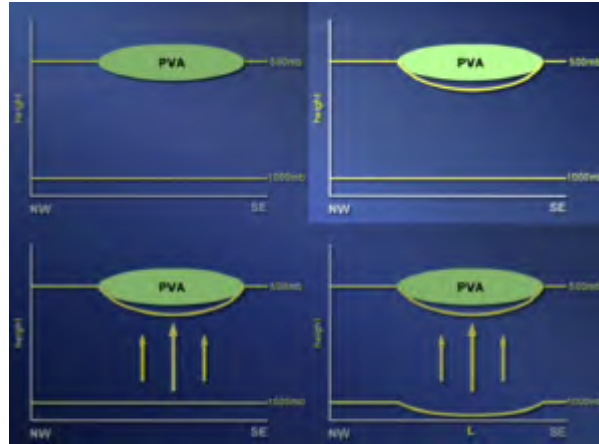 PVA
500mb
height
1000mb
NW SE
PVA
500mb
height
1000mb
NW SE
PVA
500mb
height
1000mb
NW SE
PVA
500mb
height
1000mb
NW L SE